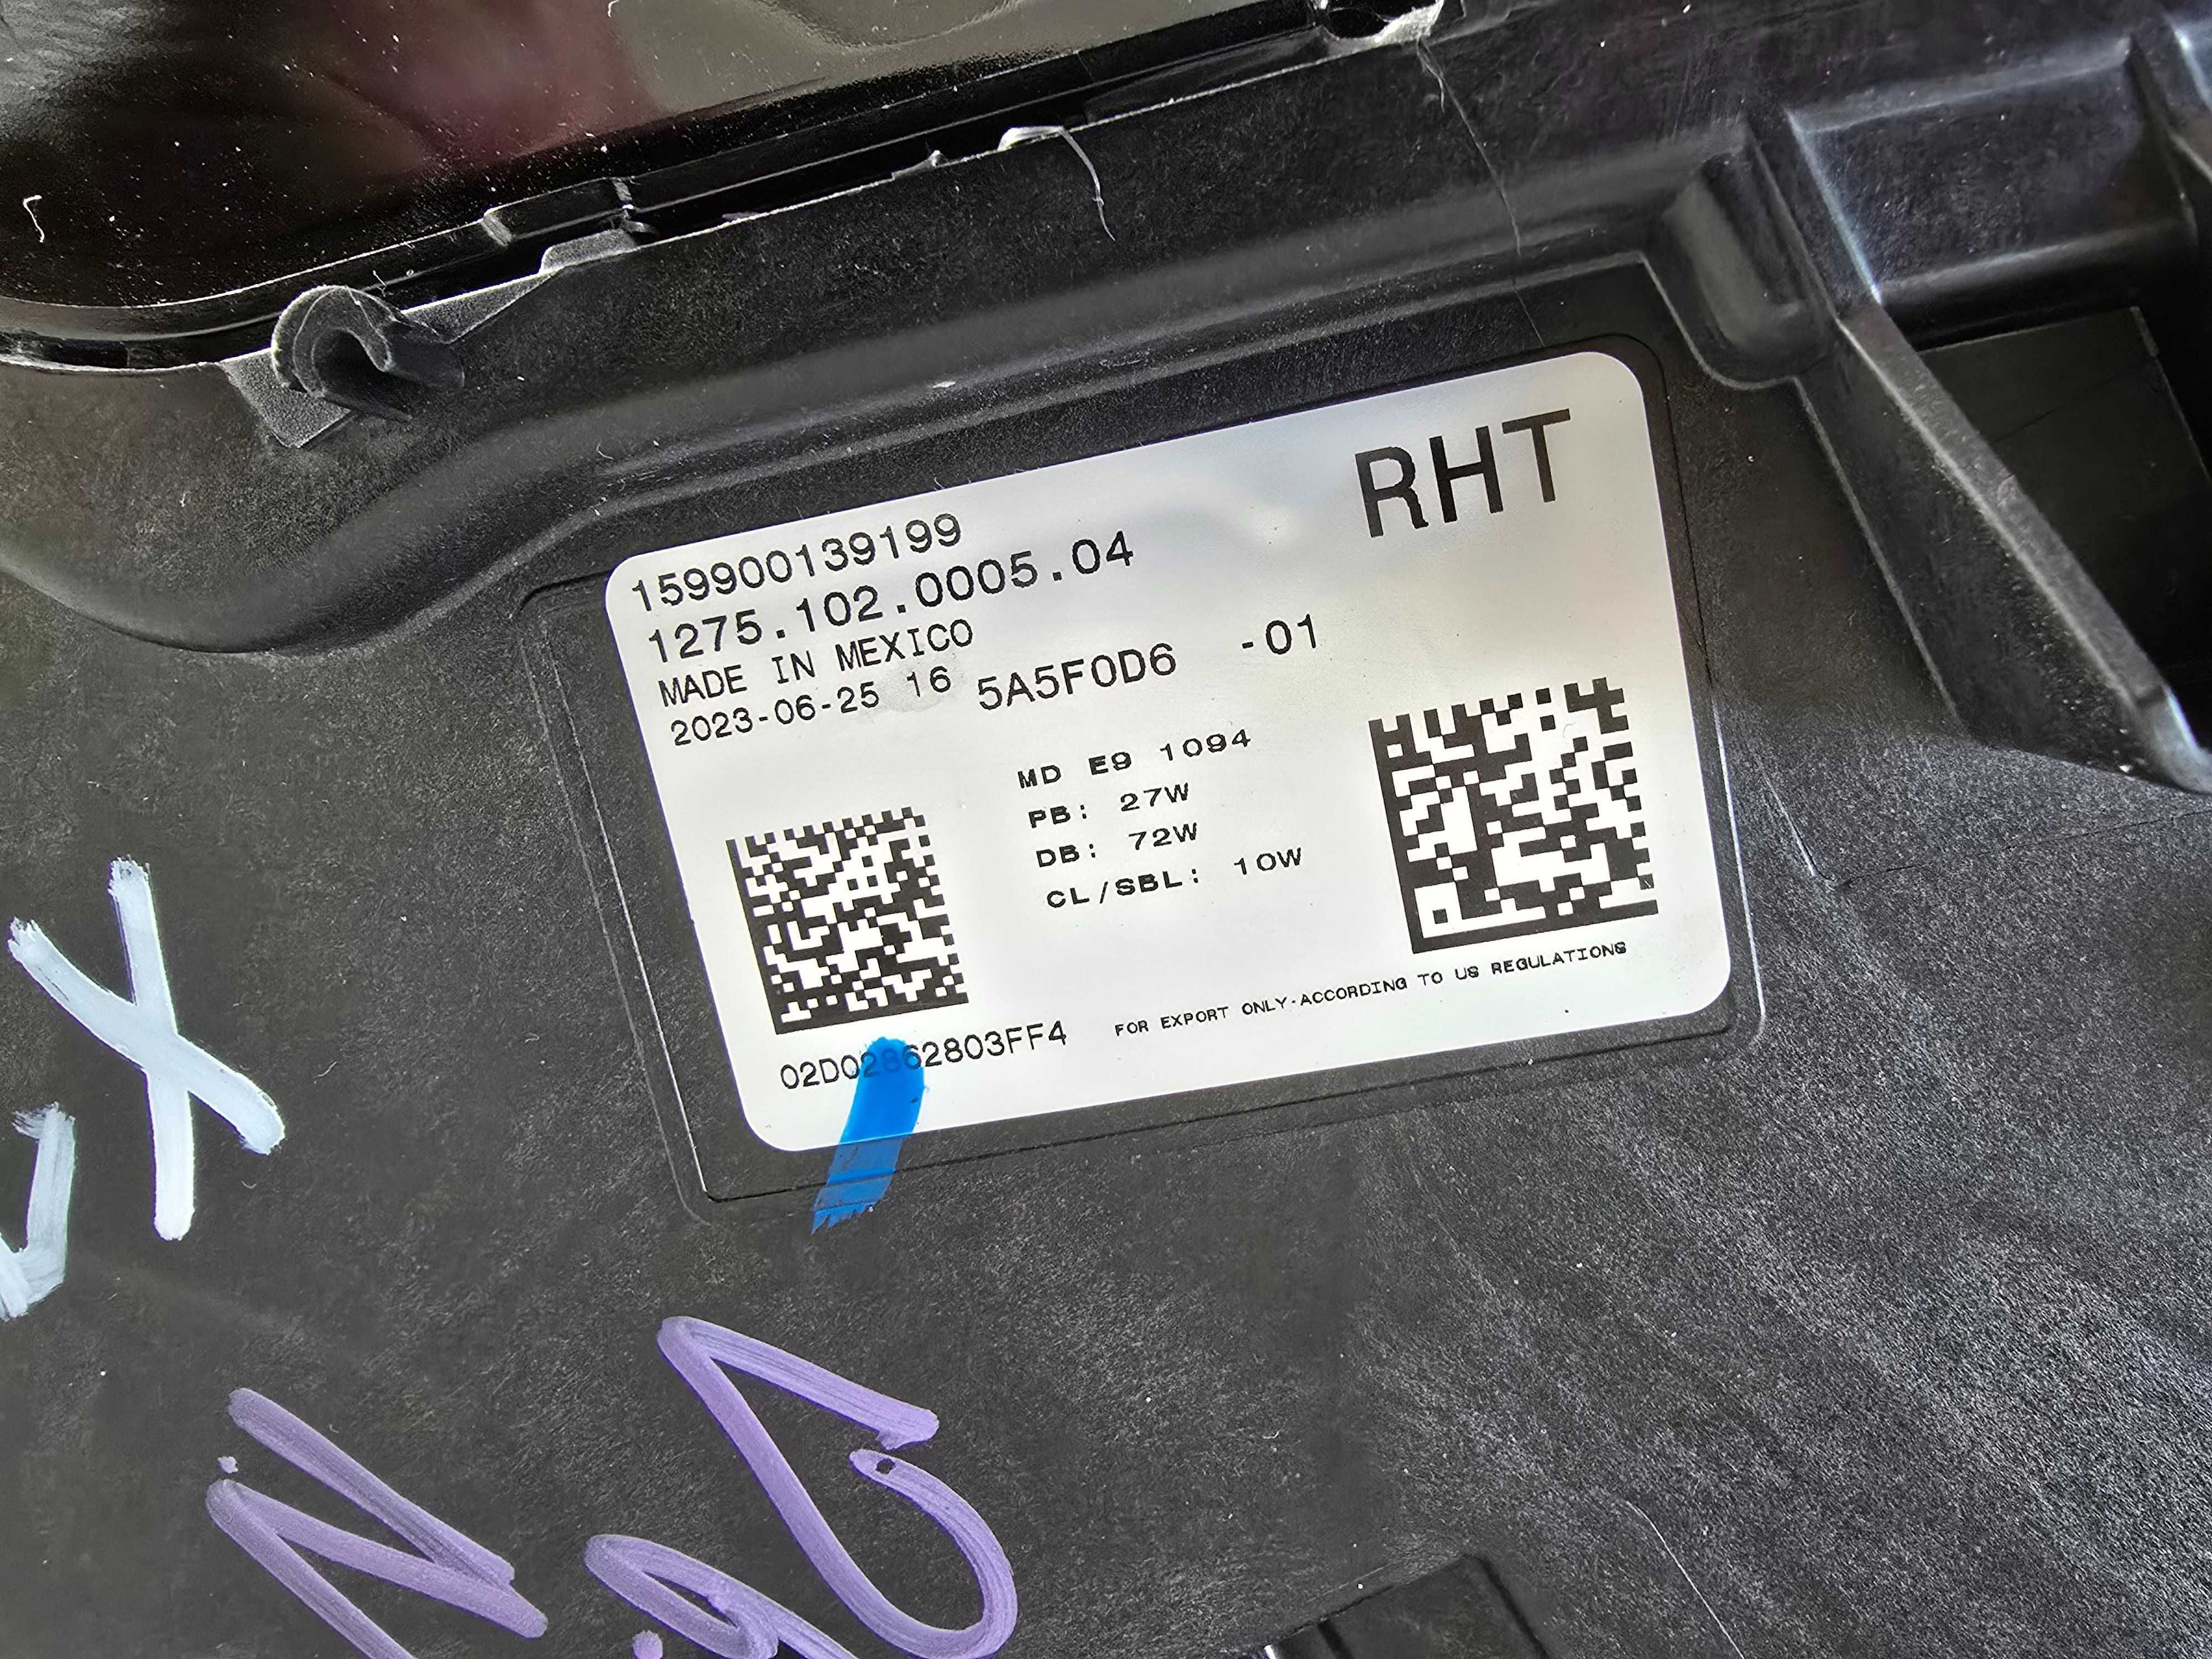 RHT
159900139199
1275.102.0005.04
MADE IN MEXICO
2023-06-25 16 5A5F0D6 -01
MD E9 1094
PB: 27W
DB: 72W
CL/SBL: 10W
FOR EXPORT ONLY-ACCORDING TO US REGULATIONS
02D02862803FF4
X